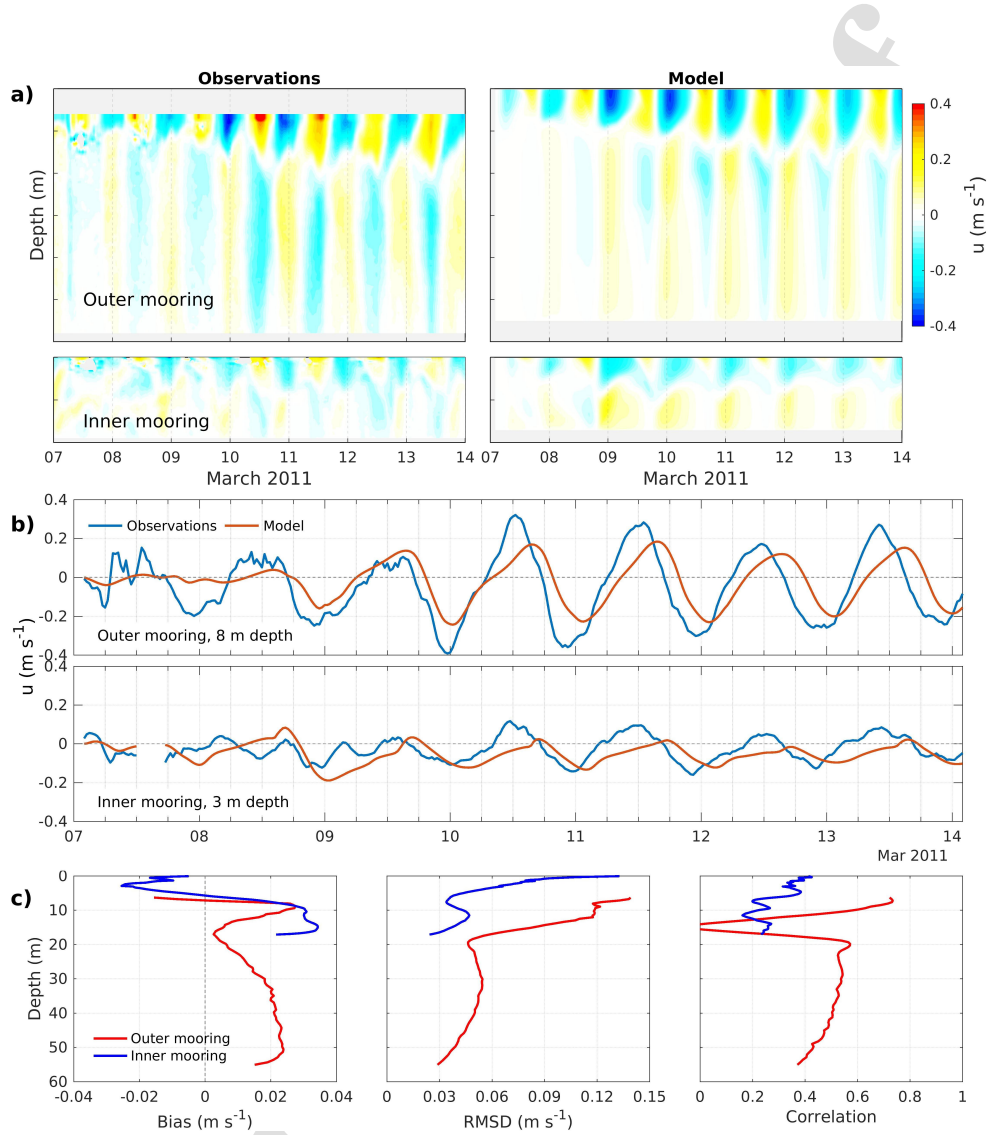 Observations
Model
a)
Depth (m)
Outer mooring
0.4
0.2
0
-0.2
-0.4
u (m s-1)
Inner mooring
07 08 09 10 11 12 13 14
07 08 09 10 11 12 13 14
March 2011
March 2011
b)
0.4
0.2
0
-0.2
-0.4
Observations
Model
Outer mooring, 8 m depth
u (m s-1)
0.4
0.2
0
-0.2
-0.4
Inner mooring, 3 m depth
07 08 09 10 11 12 13 14
Mar 2011
c)
Depth (m)
0
10
20
30
40
50
60
Outer mooring
Inner mooring
-0.04 -0.02 0 0.02 0.04
Bias (m s-1)
0 0.03 0.06 0.09 0.12 0.15
RMSD (m s-1)
0 0.2 0.4 0.6 0.8 1
Correlation